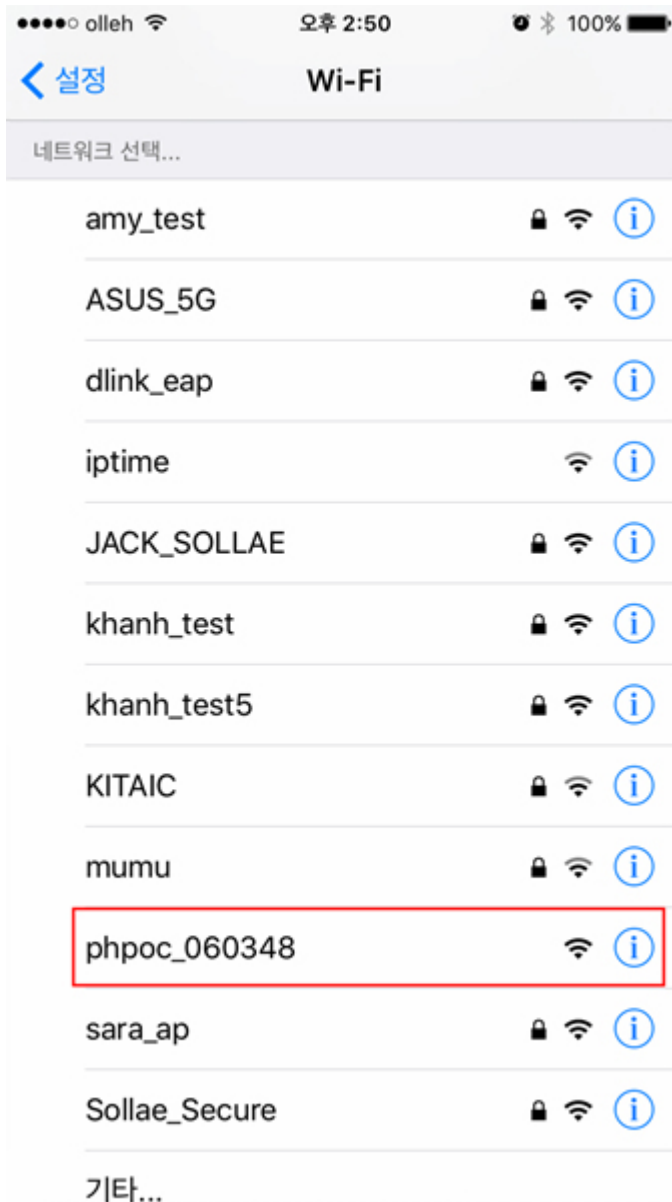 olleh 오후 2:50 100%
설정 Wi-Fi
네트워크 선택...
amy_test
ASUS_5G
dlink_eap
iptime
JACK_SOLLAE
khanh_test
khanh_test5
KITAIC
mumu
phpoc_060348
sara_ap
Sollae_Secure
기타...